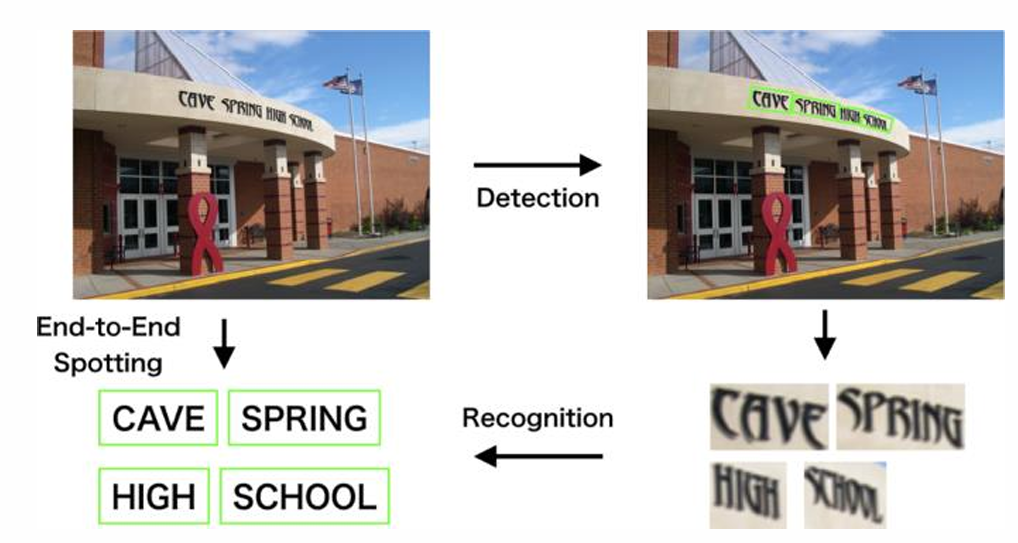 CAVE SPRING HIGH SCHOOL
CAVE SPRING HIGH SCHOOL
Detection
End-to-End
Spotting
CAVE SPRING
HIGH SCHOOL
Recognition
CAVE SPRING
HIGH SCHOOL